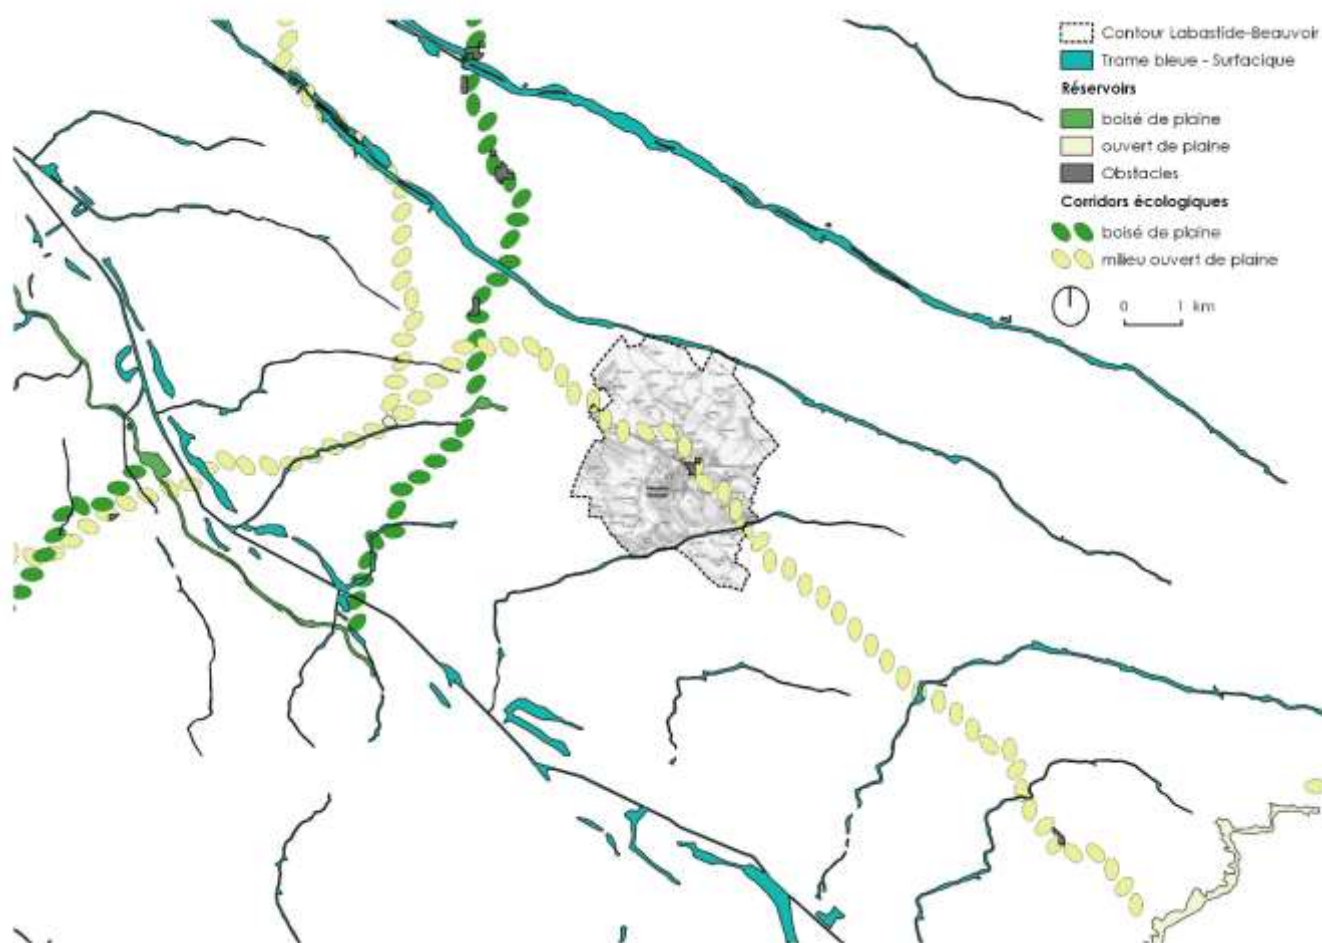 Contour Labastide-Beauvoir
Trame bleue - Surfacique
Réservoirs
boisé de plaine
ouvert de plaine
Obstacles
Corridors écologiques
boisé de plaine
milieu ouvert de plaine
0 1 km